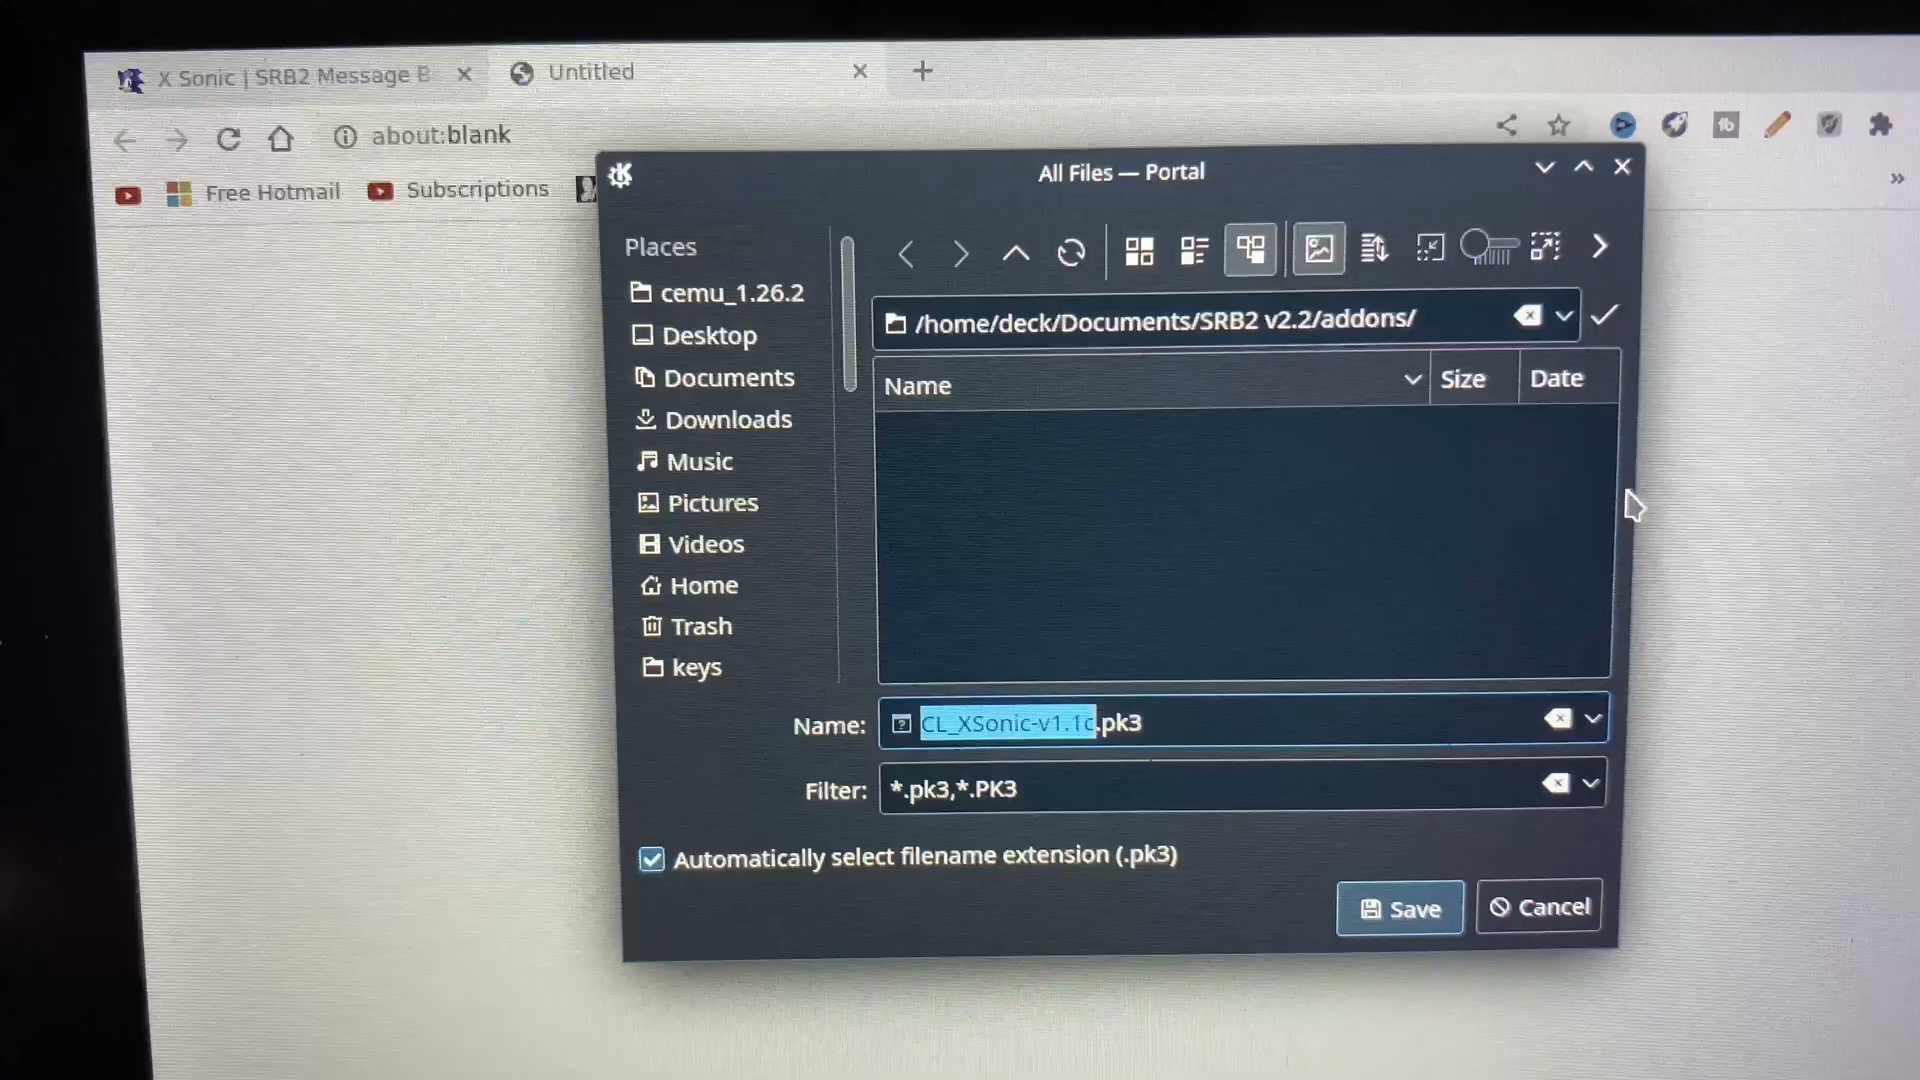 X Sonic | SRB2 Message B
Untitled
about:blank
Free Hotmail
Subscriptions
All Files — Portal
Places
cemu_1.26.2
Desktop
Documents
Downloads
Music
Pictures
Videos
Home
Trash
keys
/home/deck/Documents/SRB2 v2.2/addons/
Name
Size
Date
Name: CL_XSonic-v1.1c.pk3
Filter: *.pk3,*.PK3
Automatically select filename extension (.pk3)
Save
Cancel